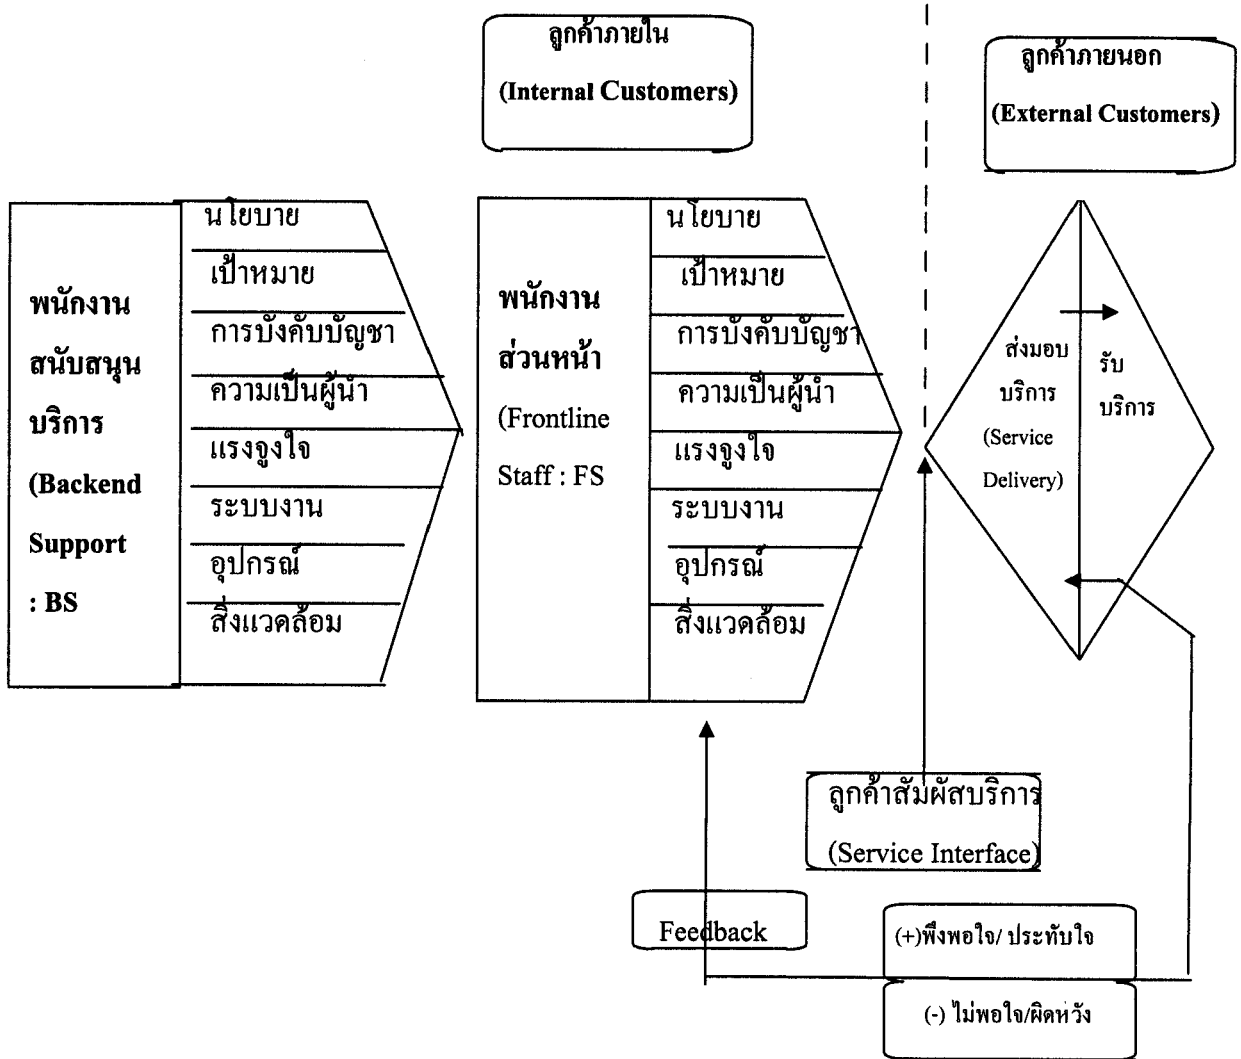 ลูกค้าภายใน
(Internal Customers)
ลูกค้าภายนอก
(External Customers)
พนักงาน
สนับสนุน
บริการ
(Backend
Support
: BS
นโยบาย
เป้าหมาย
การบังคับบัญชา
ความเป็นผู้นำ
แรงจูงใจ
ระบบงาน
อุปกรณ์
สิ่งแวดล้อม
พนักงาน
ส่วนหน้า
(Frontline
Staff : FS
นโยบาย
เป้าหมาย
การบังคับบัญชา
ความเป็นผู้นำ
แรงจูงใจ
ระบบงาน
อุปกรณ์
สิ่งแวดล้อม
ส่งมอบ
บริการ
(Service
Delivery)
รับ
บริการ
ลูกค้าสัมผัสบริการ
(Service Interface)
Feedback
(+)พึงพอใจ/ ประทับใจ
(-) ไม่พอใจ/ผิดหวัง